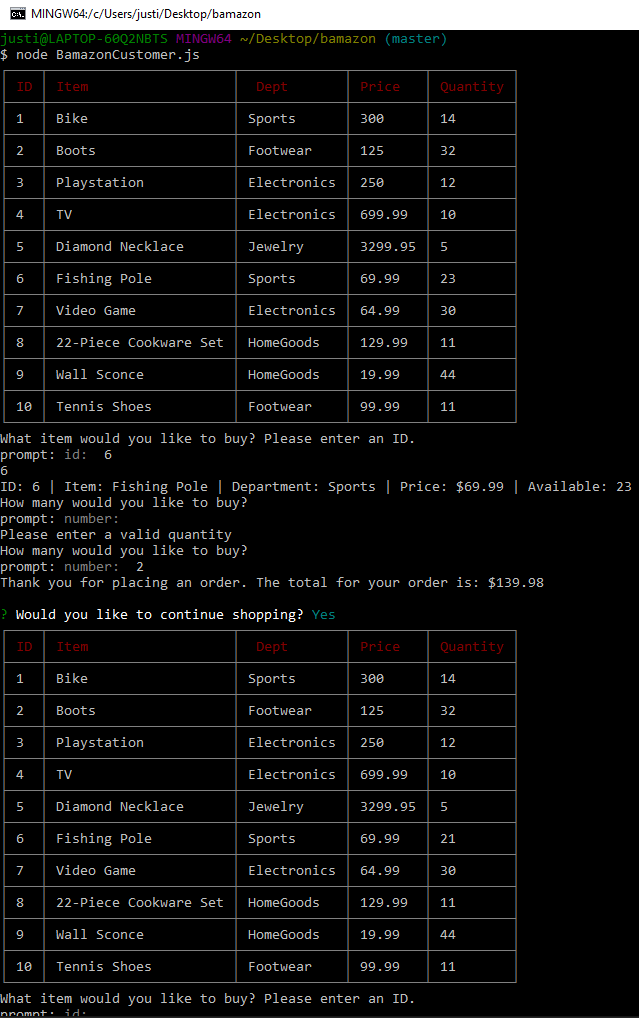 MINGW64:/c/Users/justi/Desktop/bamazon
justi@LAPTOP-60Q2NBTS MINGW64 ~/Desktop/bamazon (master)
$ node BamazonCustomer.js
ID Item Dept Price Quantity
1 Bike Sports 300 14
2 Boots Footwear 125 32
3 Playstation Electronics 250 12
4 TV Electronics 699.99 10
5 Diamond Necklace Jewelry 3299.95 5
6 Fishing Pole Sports 69.99 23
7 Video Game Electronics 64.99 30
8 22-Piece Cookware Set HomeGoods 129.99 11
9 Wall Sconce HomeGoods 19.99 44
10 Tennis Shoes Footwear 99.99 11
What item would you like to buy? Please enter an ID.
prompt: id:  6
6
ID: 6 | Item: Fishing Pole | Department: Sports | Price: $69.99 | Available: 23
How many would you like to buy?
prompt: number:
Please enter a valid quantity
How many would you like to buy?
prompt: number:  2
Thank you for placing an order. The total for your order is: $139.98
? Would you like to continue shopping? Yes
ID Item Dept Price Quantity
1 Bike Sports 300 14
2 Boots Footwear 125 32
3 Playstation Electronics 250 12
4 TV Electronics 699.99 10
5 Diamond Necklace Jewelry 3299.95 5
6 Fishing Pole Sports 69.99 21
7 Video Game Electronics 64.99 30
8 22-Piece Cookware Set HomeGoods 129.99 11
9 Wall Sconce HomeGoods 19.99 44
10 Tennis Shoes Footwear 99.99 11
What item would you like to buy? Please enter an ID.
prompt: id: